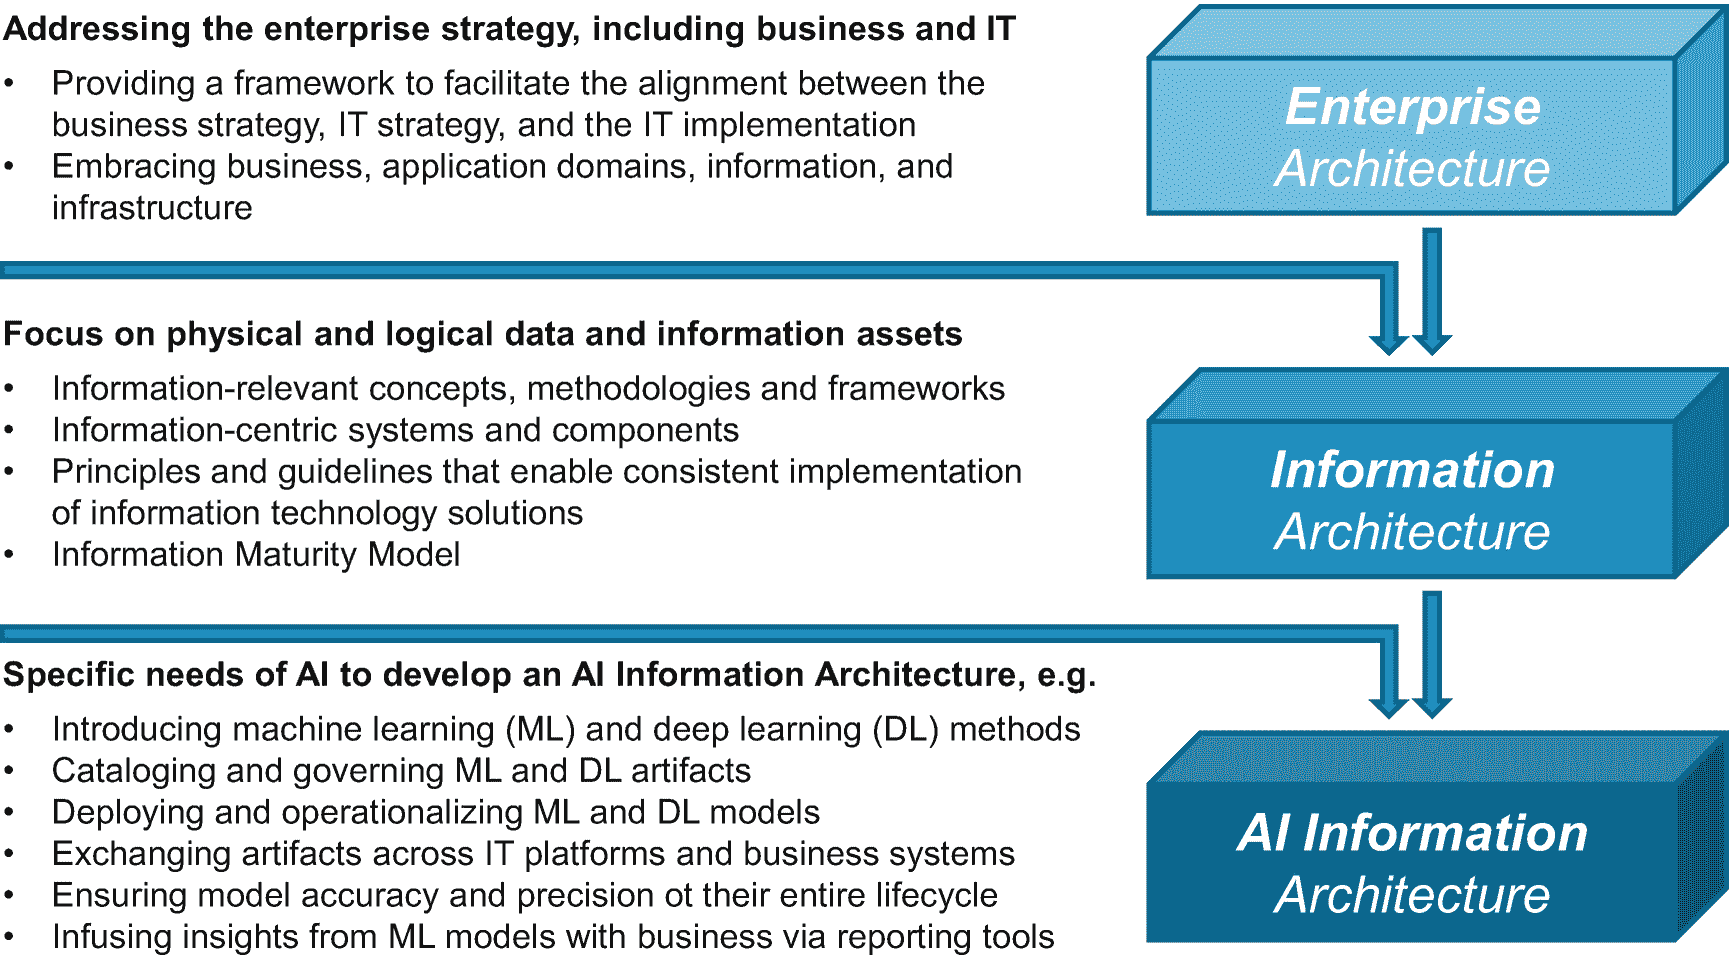 Addressing the enterprise strategy, including business and IT
• Providing a framework to facilitate the alignment between the
business strategy, IT strategy, and the IT implementation
• Embracing business, application domains, information, and
infrastructure
Enterprise
Architecture
Focus on physical and logical data and information assets
• Information-relevant concepts, methodologies and frameworks
• Information-centric systems and components
• Principles and guidelines that enable consistent implementation
of information technology solutions
• Information Maturity Model
Information
Architecture
Specific needs of AI to develop an AI Information Architecture, e.g.
• Introducing machine learning (ML) and deep learning (DL) methods
• Cataloging and governing ML and DL artifacts
• Deploying and operationalizing ML and DL models
• Exchanging artifacts across IT platforms and business systems
• Ensuring model accuracy and precision ot their entire lifecycle
• Infusing insights from ML models with business via reporting tools
AI Information
Architecture